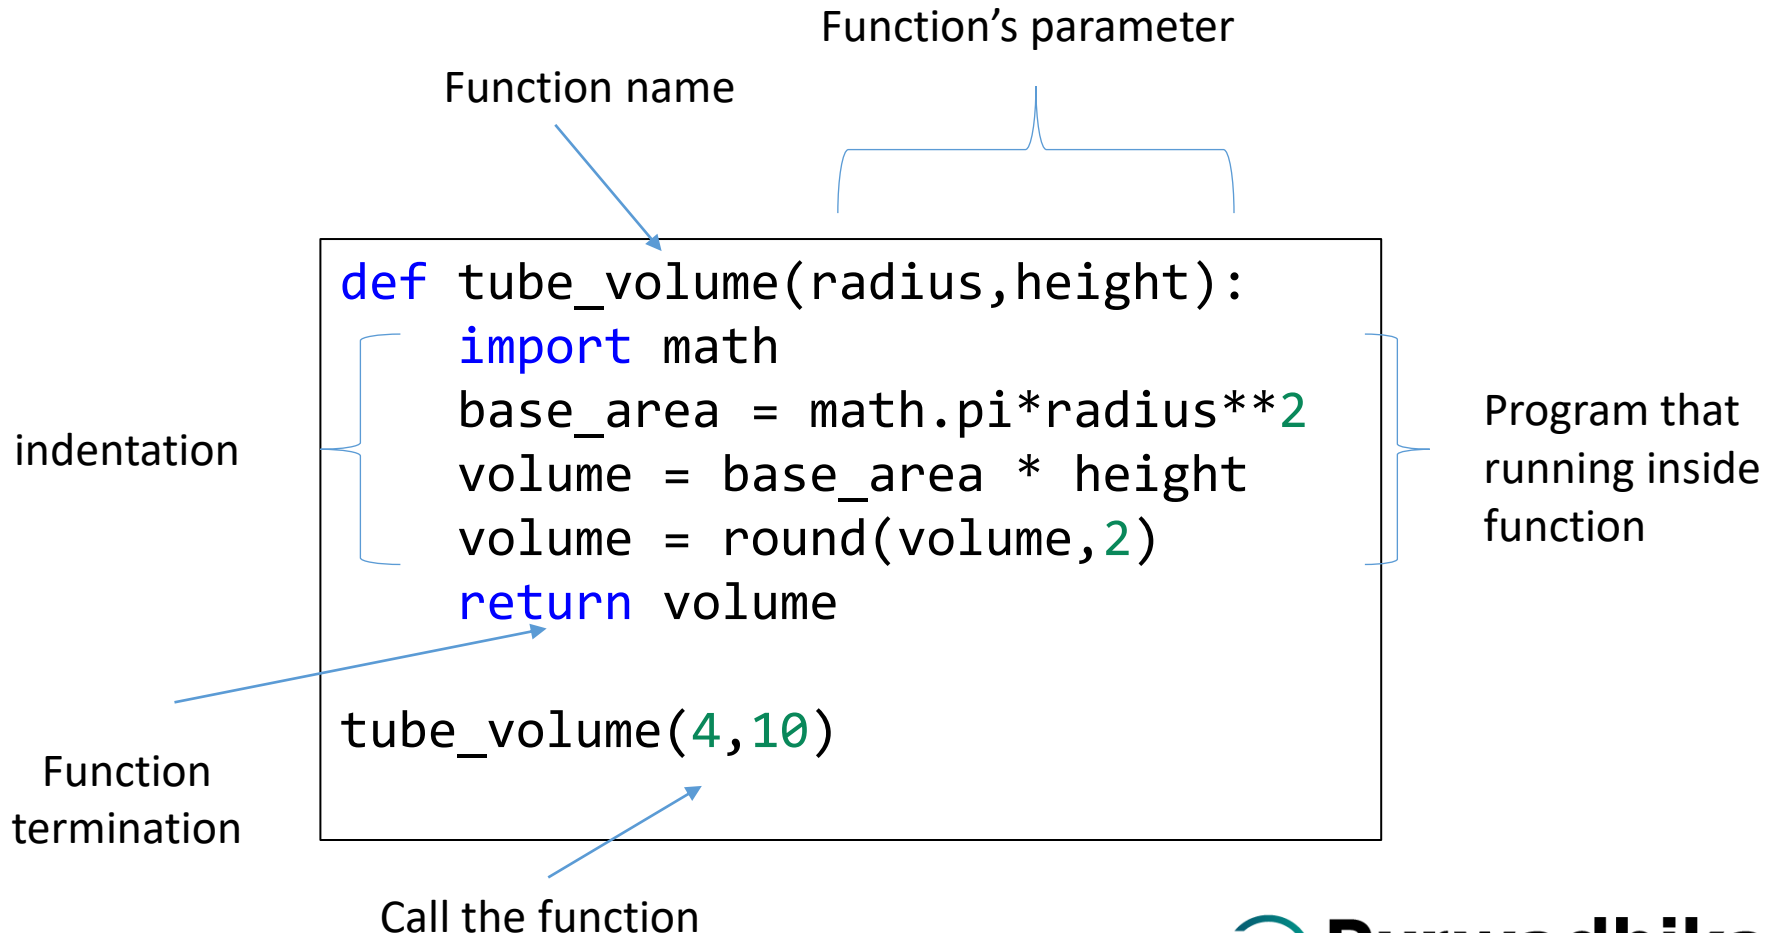 Function’s parameter
Function name
def tube_volume(radius,height):
import math
base_area = math.pi*radius**2
volume = base_area * height
volume = round(volume,2)
return volume
tube_volume(4,10)
indentation
Program that
running inside
function
Function
termination
Call the function